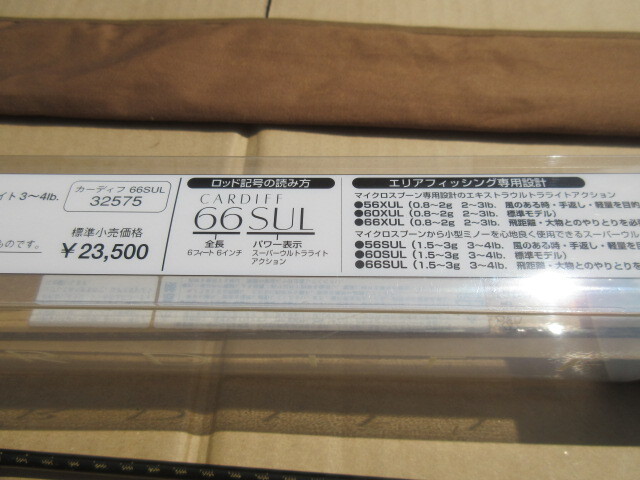 イト 3〜4lb.
カーディフ 66SUL
32575
標準小売価格
ものです。
￥23,500
ロッド記号の読み方
CARDIFF
66 SUL
全長
パワー表示
6フィート 6インチ
スーパーウルトラライト
アクション
エリアフィッシング専用設計
マイクロスプーン専用設計のエキストラウルトラライトアクション
●56XUL (0.8〜2g 2〜3lb. 風のある時・手返し・軽量を目的
●60XUL (0.8〜2g 2〜3lb. 標準モデル)
●66XUL (0.8〜2g 2〜3lb. 飛距離・大物とのやりとりを必
マイクロスプーンから小型ミノーを心地良く使用できるスーパーウル
●56SUL (1.5〜3g 3〜4lb. 風のある時・手返し・軽量を目
●60SUL (1.5〜3g 3〜4lb. 標準モデル)
●66SUL (1.5〜3g 3〜4lb. 飛距離・大物とのやりとりを